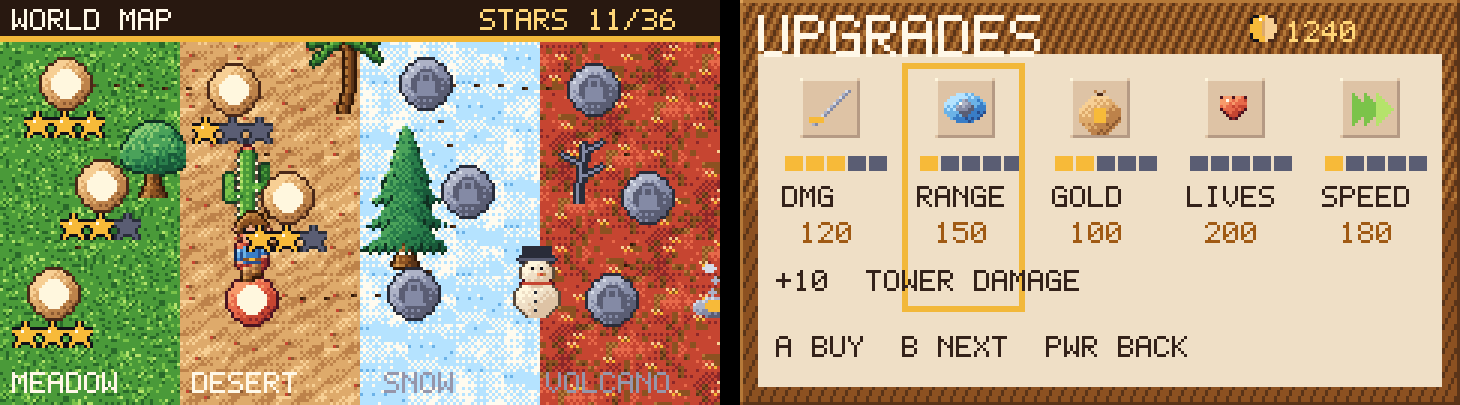 WORLD MAP
STARS 11/36
MEADOW
DESERT
SNOW
VOLCANO
UPGRADES
1240
DMG
RANGE
GOLD
LIVES
SPEED
120
150
100
200
180
+10 TOWER DAMAGE
A BUY B NEXT PWR BACK